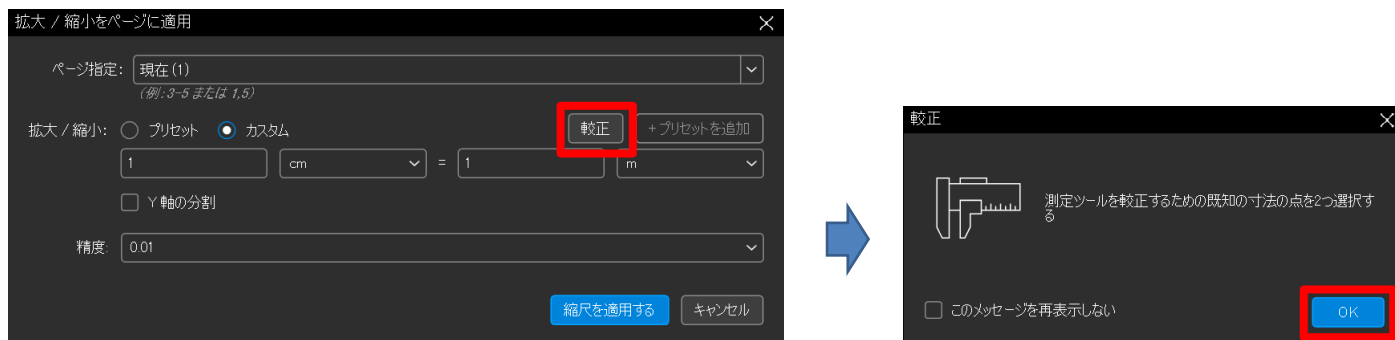 拡大 / 縮小をページに適用
ページ指定: 現在(1)
(例: 3-5 または 1,5)
拡大 / 縮小: プリセット カスタム 較正 +プリセットを追加
1 cm = 1 m
Y 軸の分割
精度: 0.01
縮尺を適用する キャンセル
較正
測定ツールを較正するための既知の寸法の点を2つ選択す
る
このメッセージを再表示しない OK